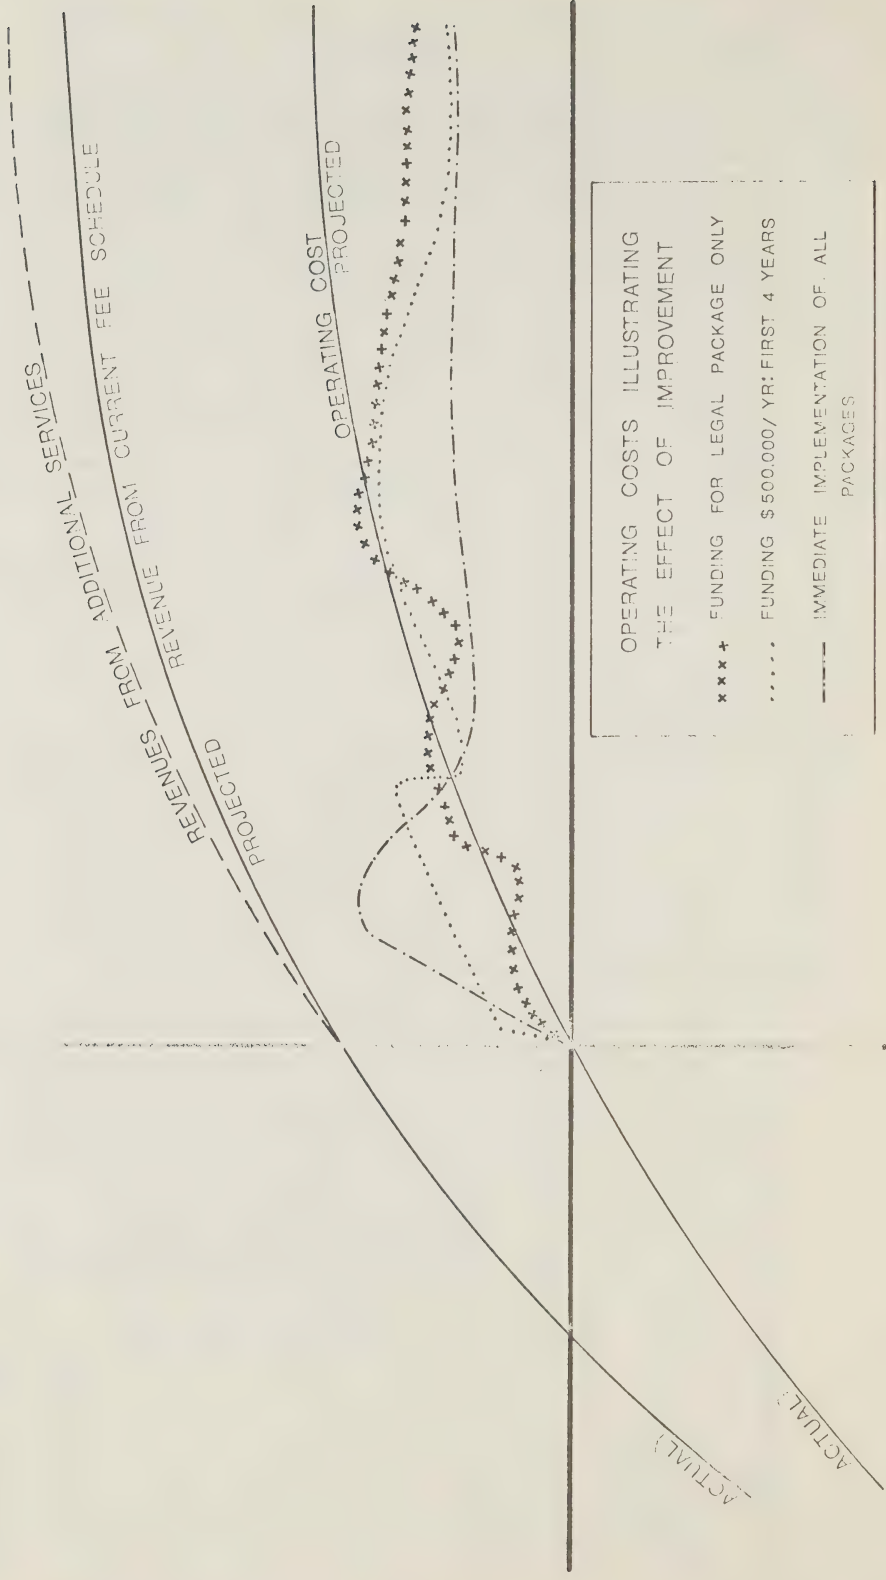 REVENUES FROM ADDITIONAL SERVICES
REVENUE FROM CURRENT FEE SCHEDULE
PROJECTED
OPERATING COST
PROJECTED
ACTUAL
ACTUAL
OPERATING COSTS ILLUSTRATING
THE EFFECT OF IMPROVEMENT
FUNDING FOR LEGAL PACKAGE ONLY
FUNDING $500,000/YR: FIRST 4 YEARS
IMMEDIATE IMPLEMENTATION OF ALL
PACKAGES